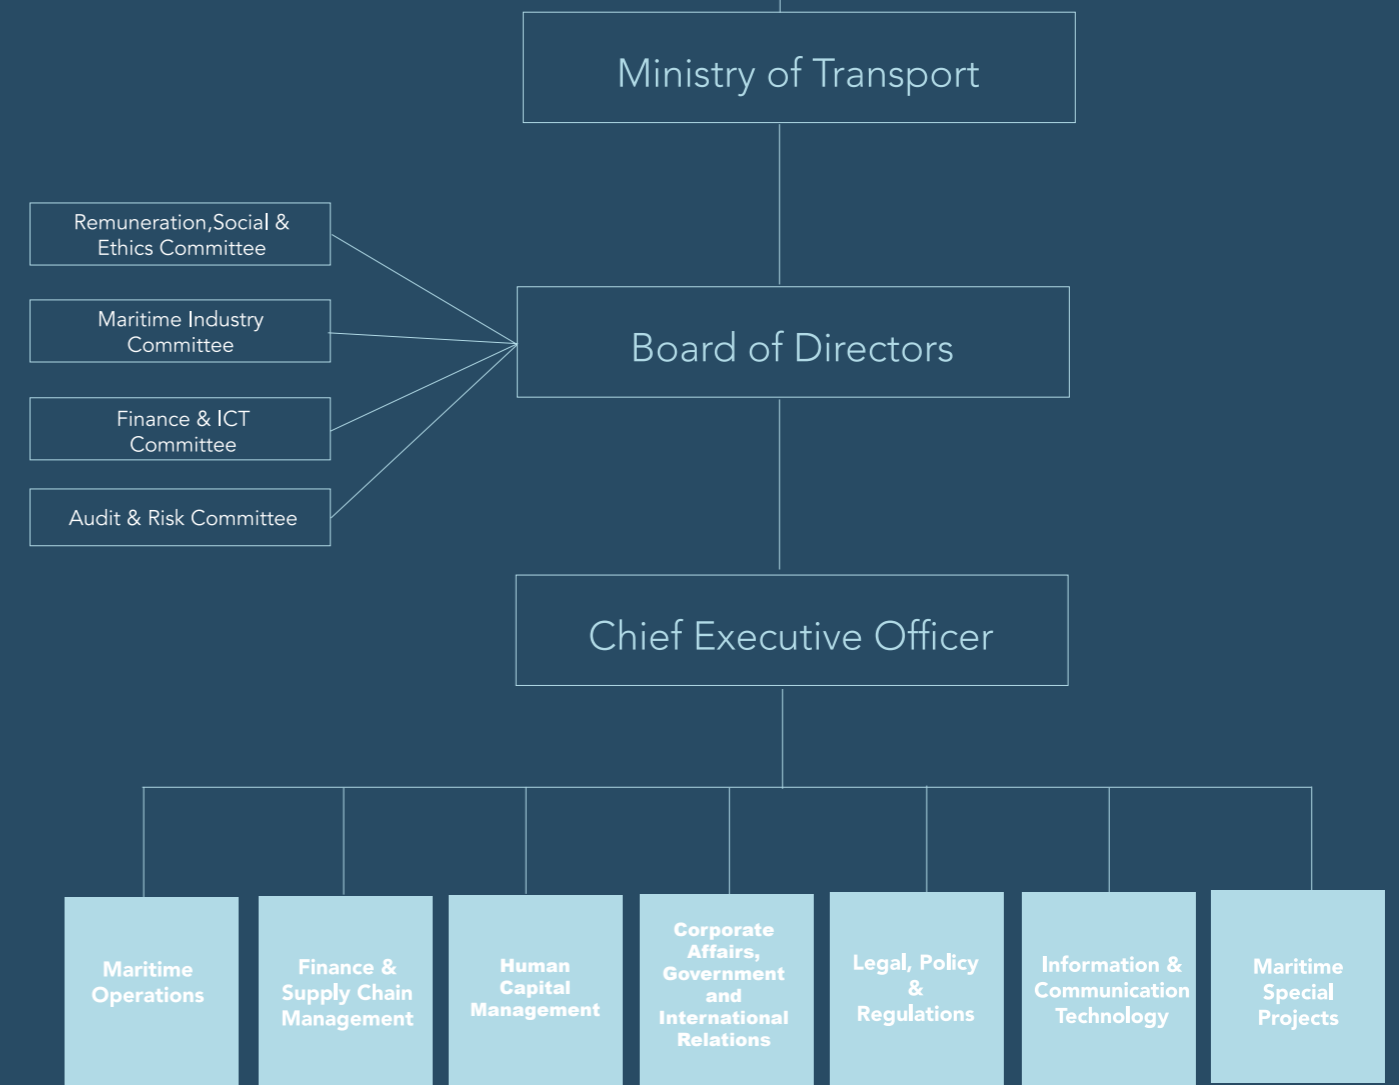 Ministry of Transport
Remuneration,Social &
Ethics Committee
Maritime Industry
Committee
Board of Directors
Finance & ICT
Committee
Audit & Risk Committee
Chief Executive Officer
Maritime
Operations
Finance &
Supply Chain
Management
Human
Capital
Management
Corporate
Affairs,
Government
and
International
Relations
Legal, Policy
&
Regulations
Information &
Communication
Technology
Maritime
Special
Projects